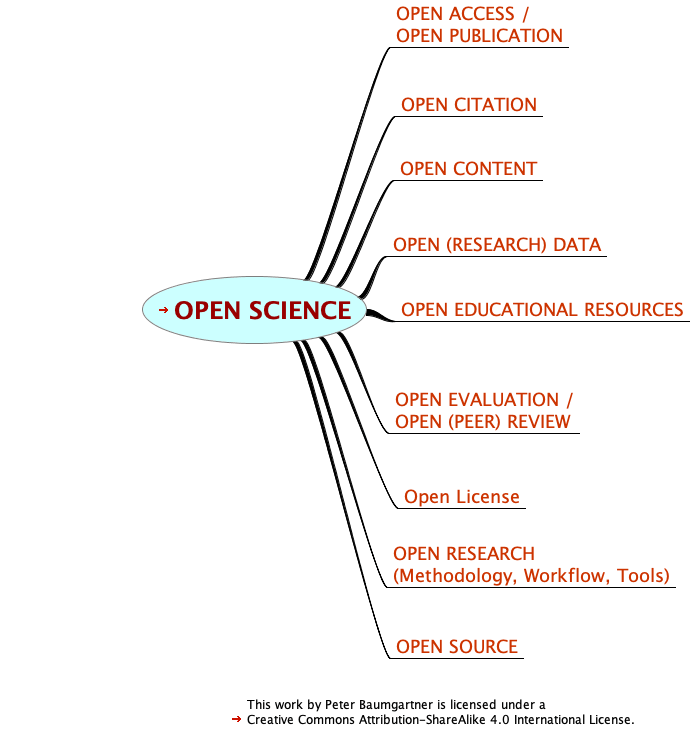 OPEN ACCESS /
OPEN PUBLICATION
OPEN CITATION
OPEN CONTENT
OPEN (RESEARCH) DATA
OPEN SCIENCE
OPEN EDUCATIONAL RESOURCES
OPEN EVALUATION /
OPEN (PEER) REVIEW
Open License
OPEN RESEARCH
(Methodology, Workflow, Tools)
OPEN SOURCE
This work by Peter Baumgartner is licensed under a
Creative Commons Attribution-ShareAlike 4.0 International License.